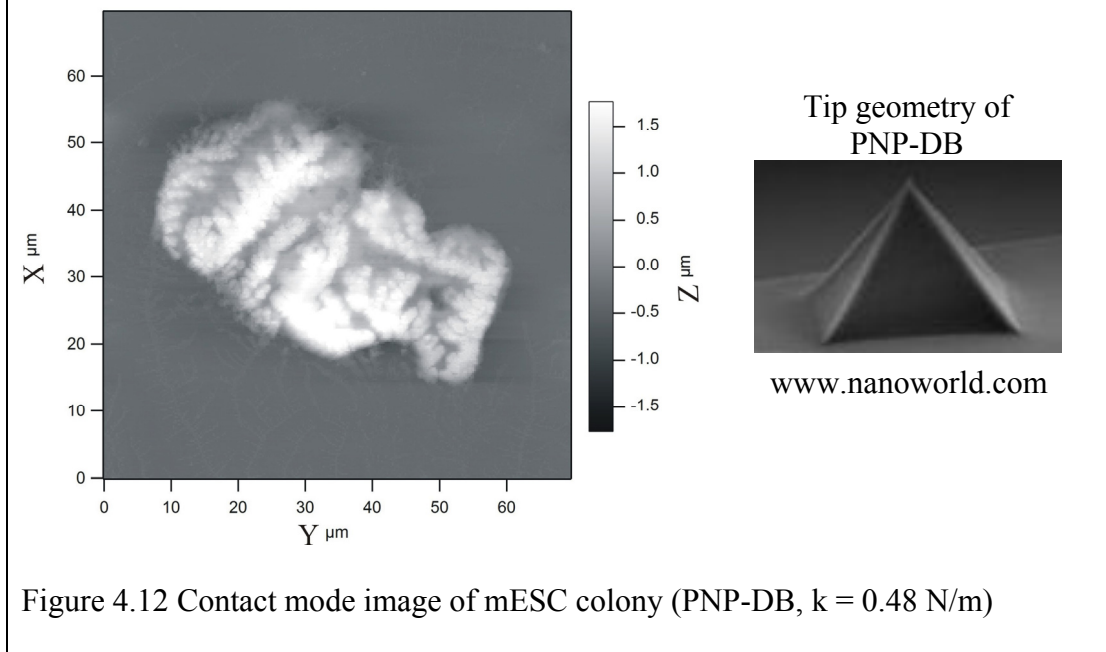 60
50
40
30
20
10
0
X µm
0 10 20 30 40 50 60
Y µm
1.5
1.0
0.5
0.0
-0.5
-1.0
-1.5
Z µm
Tip geometry of
PNP-DB
www.nanoworld.com
Figure 4.12 Contact mode image of mESC colony (PNP-DB, k = 0.48 N/m)